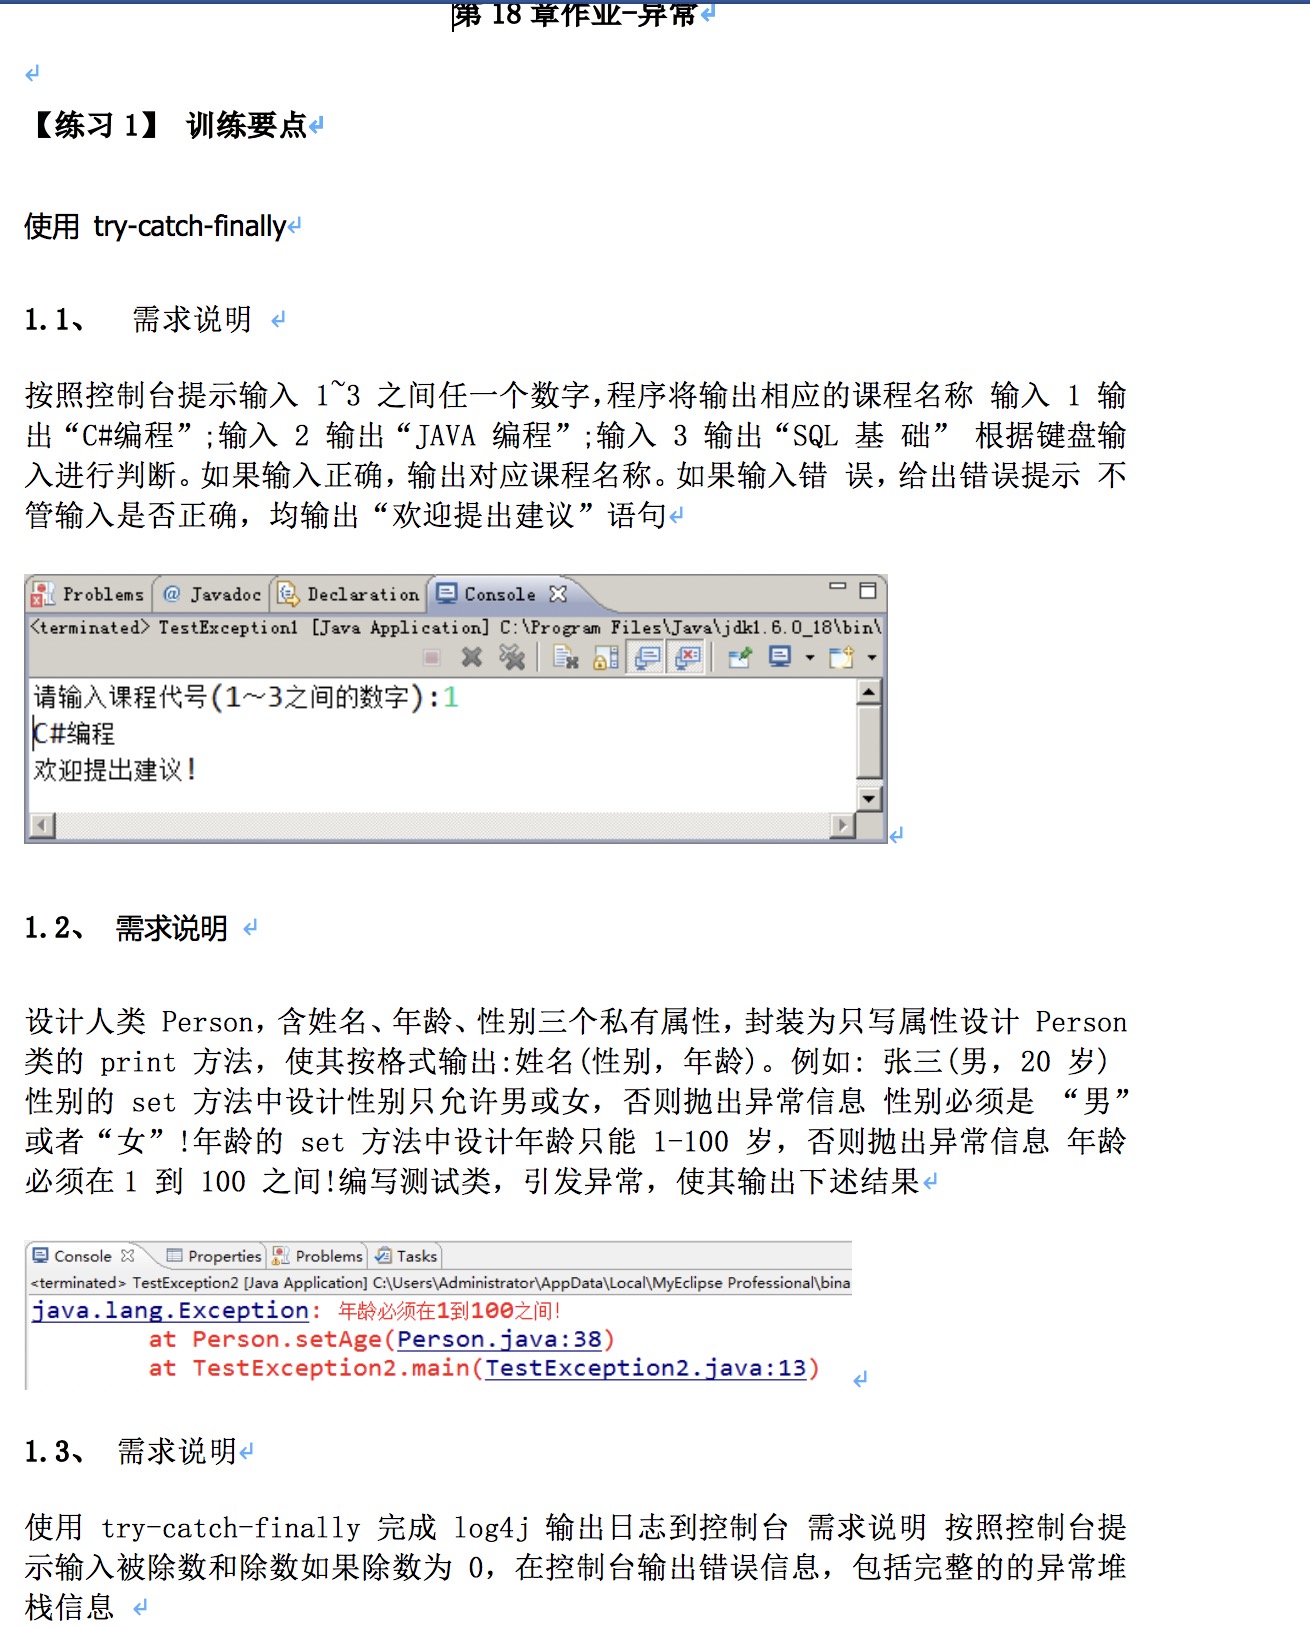 第 18 章作业-异常
【练习 1】 训练要点
使用 try-catch-finally
1.1、 需求说明
按照控制台提示输入 1~3 之间任一个数字,程序将输出相应的课程名称 输入 1 输
出“C#编程”;输入 2 输出“JAVA 编程”;输入 3 输出“SQL 基 础” 根据键盘输
入进行判断。如果输入正确,输出对应课程名称。如果输入错 误,给出错误提示 不
管输入是否正确, 均输出“欢迎提出建议”语句
Problems @ Javadoc Declaration Console
<terminated> TestException1 [Java Application] C:\Program Files\Java\jdk1.6.0_18\bin\
请输入课程代号(1～3之间的数字):1
C#编程
欢迎提出建议!
1.2、 需求说明
设计人类 Person,含姓名、年龄、性别三个私有属性,封装为只写属性设计 Person
类的 print 方法, 使其按格式输出:姓名(性别, 年龄)。例如: 张三(男, 20 岁)
性别的 set 方法中设计性别只允许男或女, 否则抛出异常信息 性别必须是 “男”
或者“女”!年龄的 set 方法中设计年龄只能 1-100 岁, 否则抛出异常信息 年龄
必须在1 到 100 之间!编写测试类, 引发异常, 使其输出下述结果
Console Properties Problems Tasks
<terminated> TestException2 [Java Application] C:\Users\Administrator\AppData\Local\MyEclipse Professional\bina
java.lang.Exception: 年龄必须在1到100之间!
at Person.setAge(Person.java:38)
at TestException2.main(TestException2.java:13)
1.3、 需求说明
使用 try-catch-finally 完成 log4j 输出日志到控制台 需求说明 按照控制台提
示输入被除数和除数如果除数为 0, 在控制台输出错误信息, 包括完整的的异常堆
栈信息